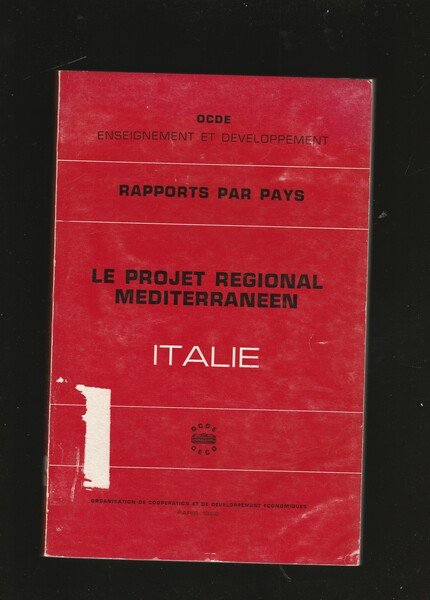 OCDE
ENSEIGNEMENT ET DEVELOPPEMENT
RAPPORTS PAR PAYS
LE PROJET REGIONAL
MEDITERRANEEN
ITALIE
OCDE
OECD
ORGANISATION DE COOPERATION ET DE DEVELOPPEMENT ECONOMIQUES
PARIS